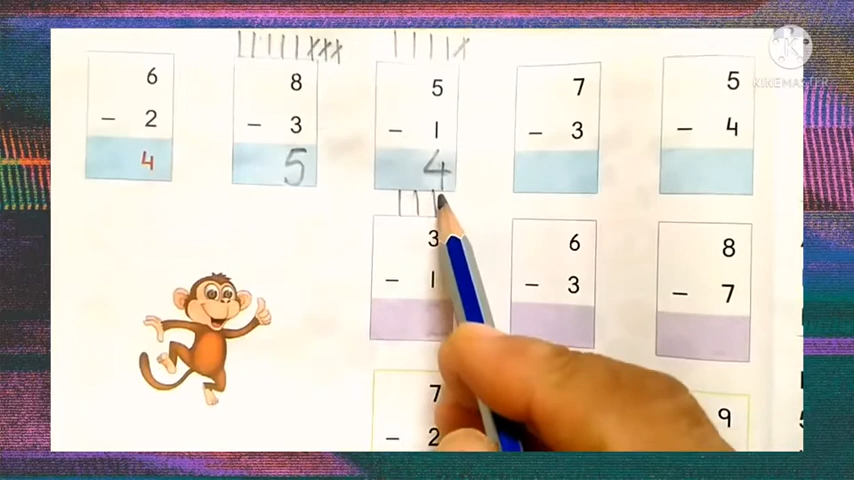 6 8 5 7 5
− 2 − 3 − 1 − 3 − 4
4 5 4
3 6 8
− 1 − 3 − 7
7 9
− 2
KINEMASTER